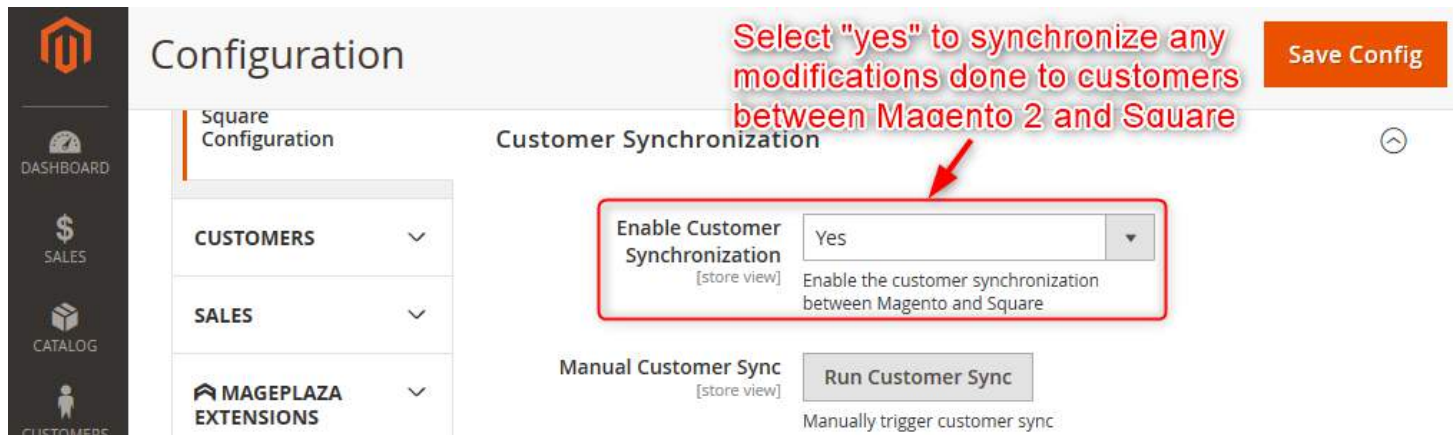 Configuration
Select "yes" to synchronize any
modifications done to customers
between Magento 2 and Square
Save Config
DASHBOARD
SALES
CATALOG
CUSTOMERS
Square
Configuration
CUSTOMERS
SALES
MAGEPLAZA
EXTENSIONS
Customer Synchronization
Enable Customer
Synchronization
[store view]
Yes
Enable the customer synchronization
between Magento and Square
Manual Customer Sync
[store view]
Run Customer Sync
Manually trigger customer sync